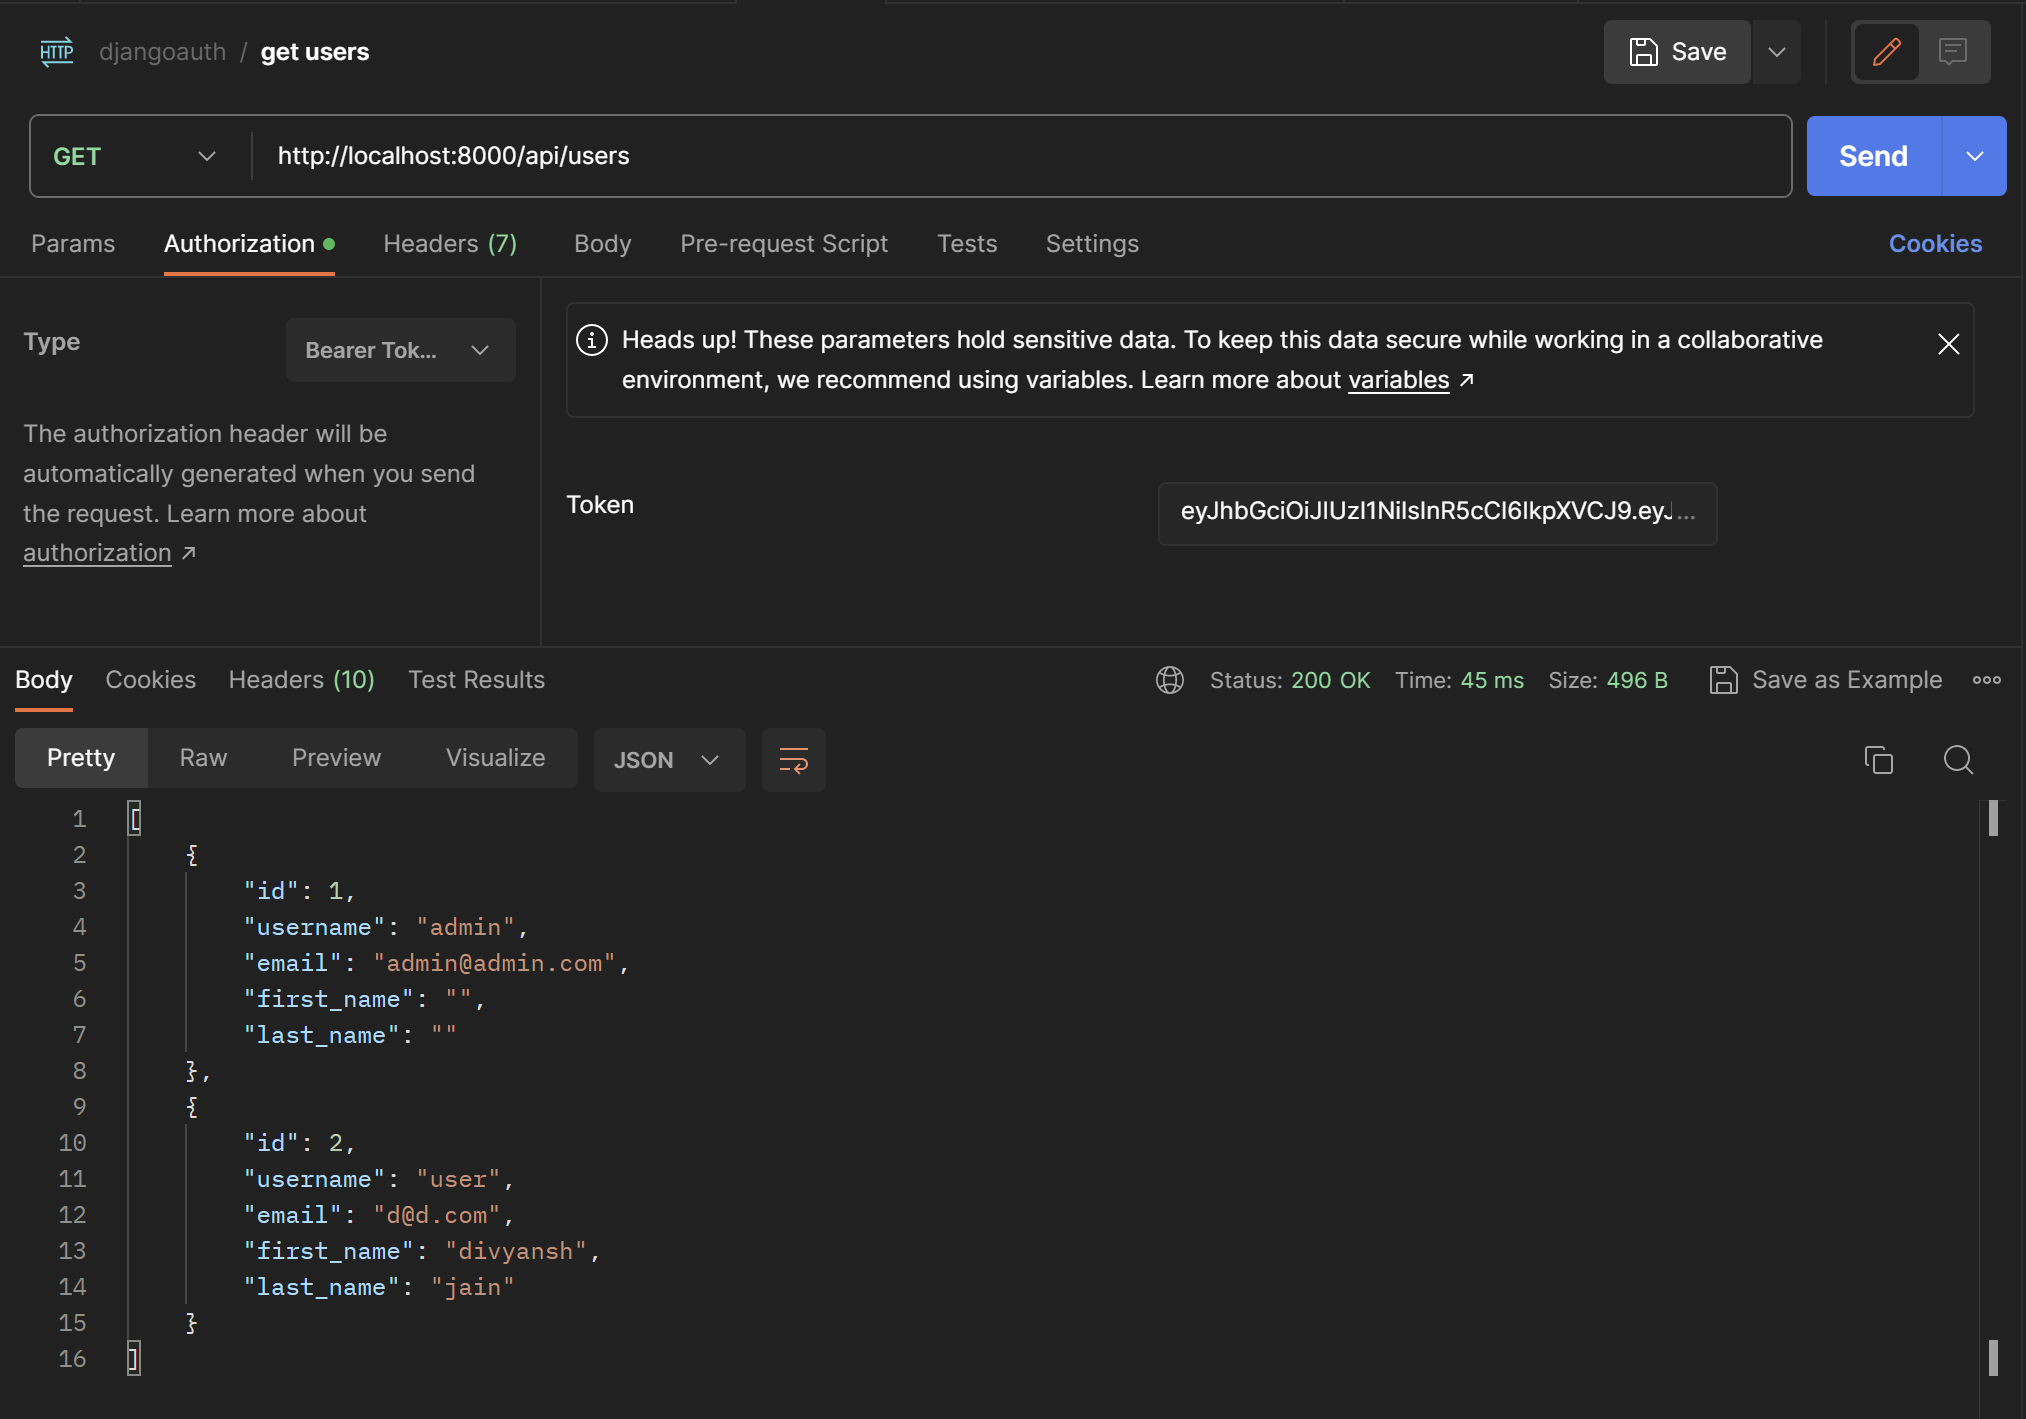 HTTP djangoauth / get users Save
GET http://localhost:8000/api/users Send
Params Authorization Headers (7) Body Pre-request Script Tests Settings Cookies
Type Bearer Tok...
Heads up! These parameters hold sensitive data. To keep this data secure while working in a collaborative
environment, we recommend using variables. Learn more about variables ↗
The authorization header will be
automatically generated when you send
the request. Learn more about
authorization ↗
Token eyJhbGciOiJIUzI1NiIsInR5cCI6IkpXVCJ9.eyJ...
Body Cookies Headers (10) Test Results Status: 200 OK Time: 45 ms Size: 496 B Save as Example
Pretty Raw Preview Visualize JSON
1 [
2 {
3 "id": 1,
4 "username": "admin",
5 "email": "admin@admin.com",
6 "first_name": "",
7 "last_name": ""
8 },
9 {
10 "id": 2,
11 "username": "user",
12 "email": "d@d.com",
13 "first_name": "divyansh",
14 "last_name": "jain"
15 }
16 ]